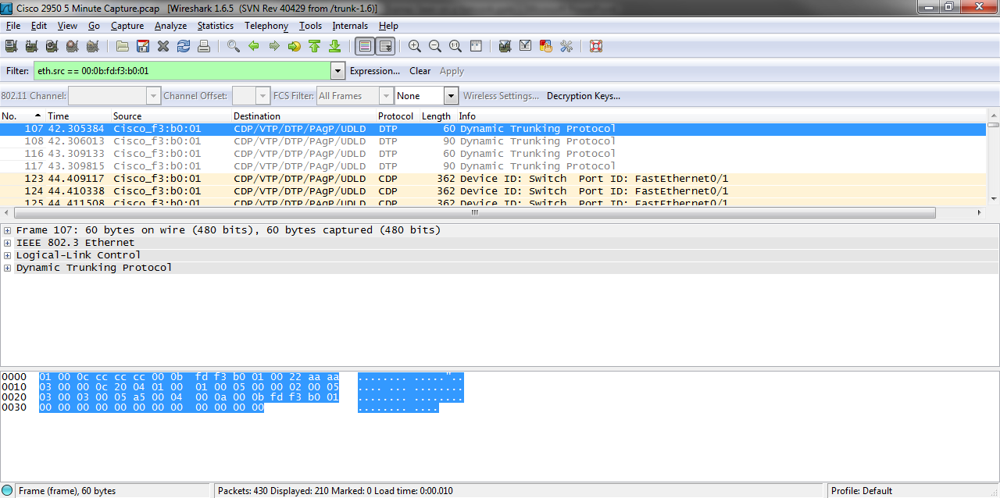 Cisco 2950 5 Minute Capture.pcap [Wireshark 1.6.5 (SVN Rev 40429 from /trunk-1.6)]
File Edit View Go Capture Analyze Statistics Telephony Tools Internals Help
Filter: eth.src == 00:0b:fd:f3:b0:01 Expression... Clear Apply
802.11 Channel: Channel Offset: FCS Filter: All Frames None Wireless Settings... Decryption Keys...
No. Time Source Destination Protocol Length Info
107 42.305384 Cisco_f3:b0:01 CDP/VTP/DTP/PAgP/UDLD DTP 60 Dynamic Trunking Protocol
108 42.306013 Cisco_f3:b0:01 CDP/VTP/DTP/PAgP/UDLD DTP 90 Dynamic Trunking Protocol
116 43.309133 Cisco_f3:b0:01 CDP/VTP/DTP/PAgP/UDLD DTP 60 Dynamic Trunking Protocol
117 43.309815 Cisco_f3:b0:01 CDP/VTP/DTP/PAgP/UDLD DTP 90 Dynamic Trunking Protocol
123 44.409117 Cisco_f3:b0:01 CDP/VTP/DTP/PAgP/UDLD CDP 362 Device ID: Switch Port ID: FastEthernet0/1
124 44.410338 Cisco_f3:b0:01 CDP/VTP/DTP/PAgP/UDLD CDP 362 Device ID: Switch Port ID: FastEthernet0/1
125 44.411508 Cisco_f3:b0:01 CDP/VTP/DTP/PAgP/UDLD CDP 362 Device ID: Switch Port ID: FastEthernet0/1
Frame 107: 60 bytes on wire (480 bits), 60 bytes captured (480 bits)
IEEE 802.3 Ethernet
Logical-Link Control
Dynamic Trunking Protocol
0000 01 00 0c cc cc cc 00 0b fd f3 b0 01 00 22 aa aa ........ ....."..
0010 03 00 00 0c 20 04 01 00 01 00 05 00 00 02 00 05 .... ... ........
0020 03 00 03 00 05 a5 00 04 00 0a 00 0b fd f3 b0 01 ........ ........
0030 00 00 00 00 00 00 00 00 00 00 00 00 ........ ....
Frame (frame), 60 bytes Packets: 430 Displayed: 210 Marked: 0 Load time: 0:00.010 Profile: Default